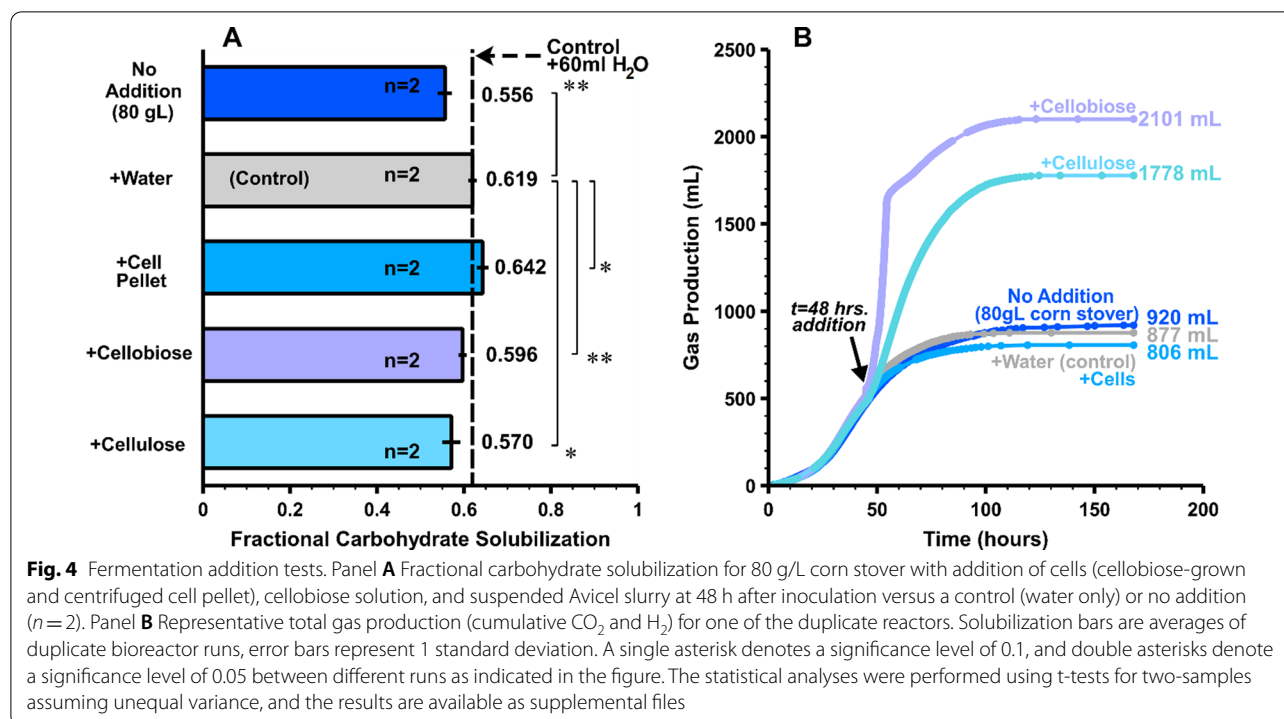 A
Control
+60ml H₂O
No
Addition
(80 gL)
n=2
0.556
**
+Water
(Control)
n=2
0.619
+Cell
Pellet
n=2
0.642
*
+Cellobiose
n=2
0.596
**
+Cellulose
n=2
0.570
*
0 0.2 0.4 0.6 0.8 1
Fractional Carbohydrate Solubilization
B
Gas Production (mL)
2500
2000
1500
1000
500
0
+Cellobiose
2101 mL
+Cellulose
1778 mL
t=48 hrs.
addition
No Addition
(80gL corn stover)
920 mL
877 mL
806 mL
+Water (control)
+Cells
0 50 100 150 200
Time (hours)
Fig. 4 Fermentation addition tests. Panel A Fractional carbohydrate solubilization for 80 g/L corn stover with addition of cells (cellobiose-grown
and centrifuged cell pellet), cellobiose solution, and suspended Avicel slurry at 48 h after inoculation versus a control (water only) or no addition
(n = 2). Panel B Representative total gas production (cumulative CO₂ and H₂) for one of the duplicate reactors. Solubilization bars are averages of
duplicate bioreactor runs, error bars represent 1 standard deviation. A single asterisk denotes a significance level of 0.1, and double asterisks denote
a significance level of 0.05 between different runs as indicated in the figure. The statistical analyses were performed using t-tests for two-samples
assuming unequal variance, and the results are available as supplemental files